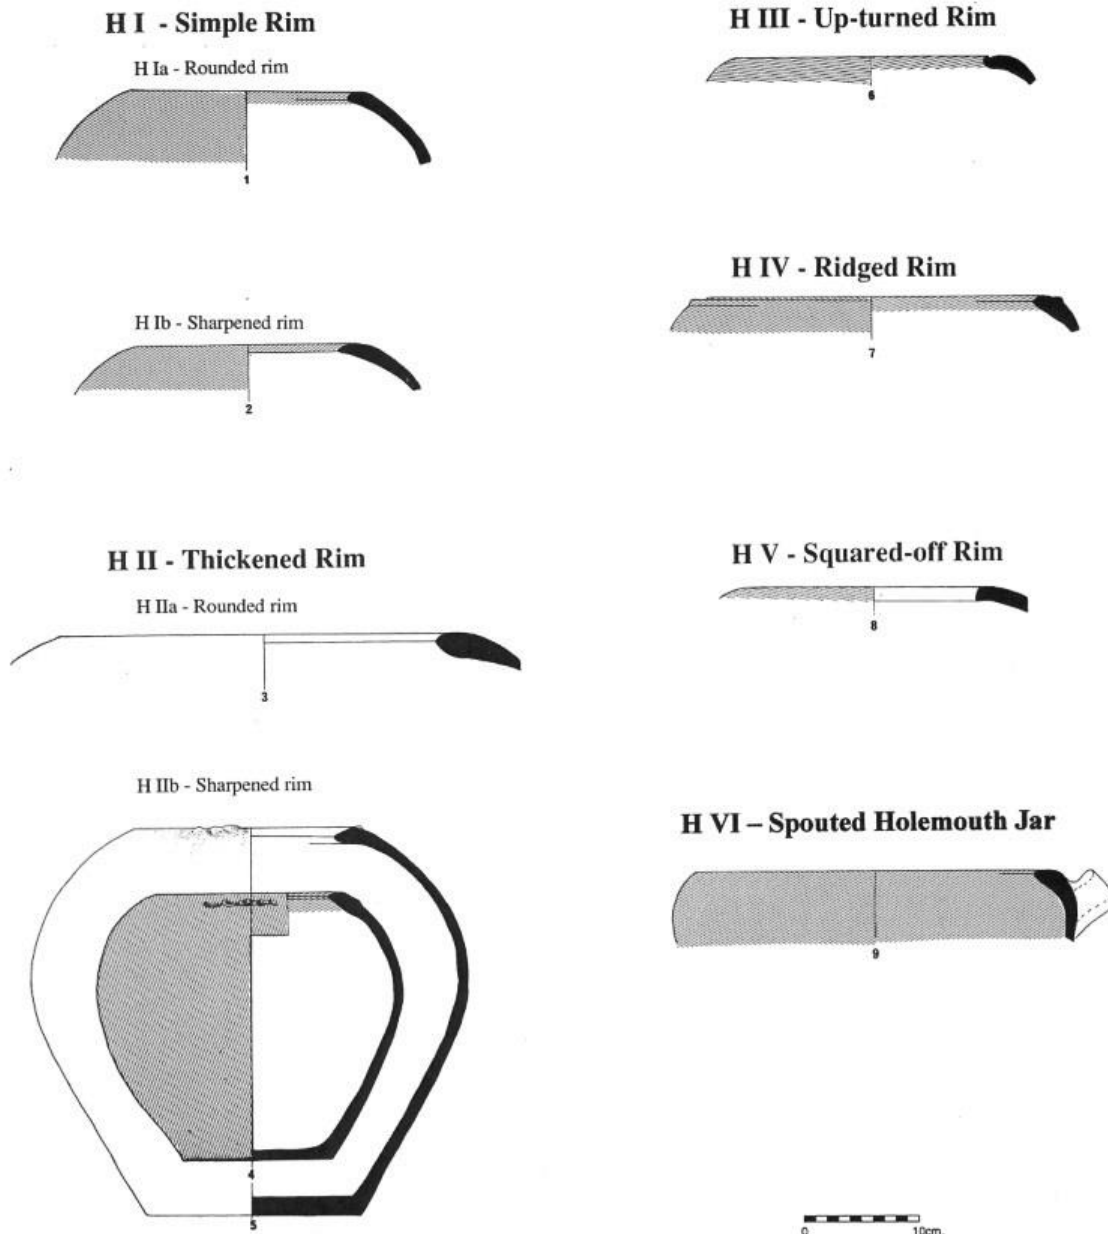 H I - Simple Rim
H Ia - Rounded rim
1
H Ib - Sharpened rim
2
H II - Thickened Rim
H IIa - Rounded rim
3
H IIb - Sharpened rim
4
5
H III - Up-turned Rim
6
H IV - Ridged Rim
7
H V - Squared-off Rim
8
H VI – Spouted Holemouth Jar
9
0 10cm.